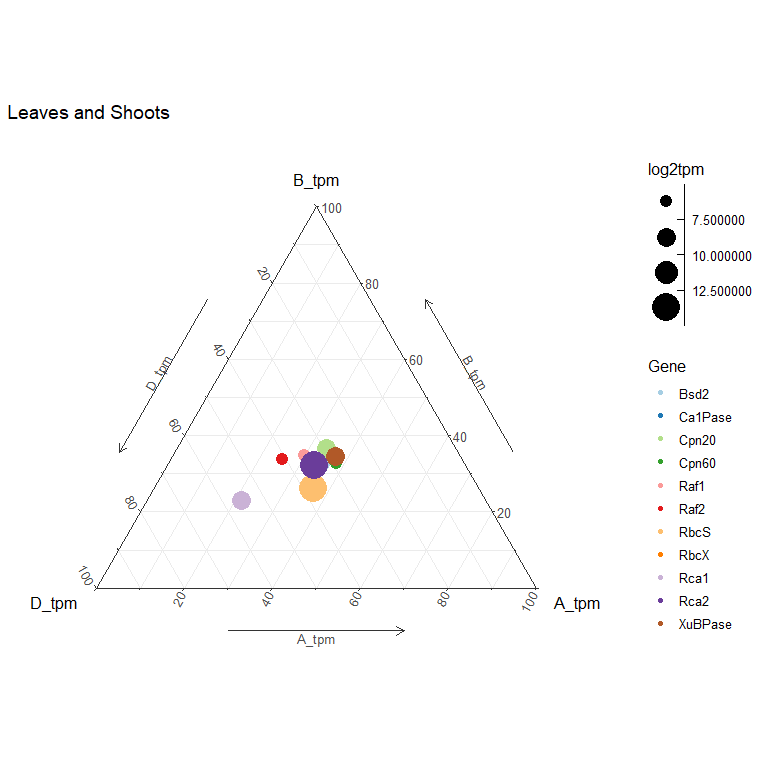 Leaves and Shoots
B_tpm
100
80
60
40
20
20
40
60
80
100
D_tpm
B_tpm
D_tpm
A_tpm
20
40
60
80
100
A_tpm
log2tpm
7.500000
10.000000
12.500000
Gene
Bsd2
Ca1Pase
Cpn20
Cpn60
Raf1
Raf2
RbcS
RbcX
Rca1
Rca2
XuBPase